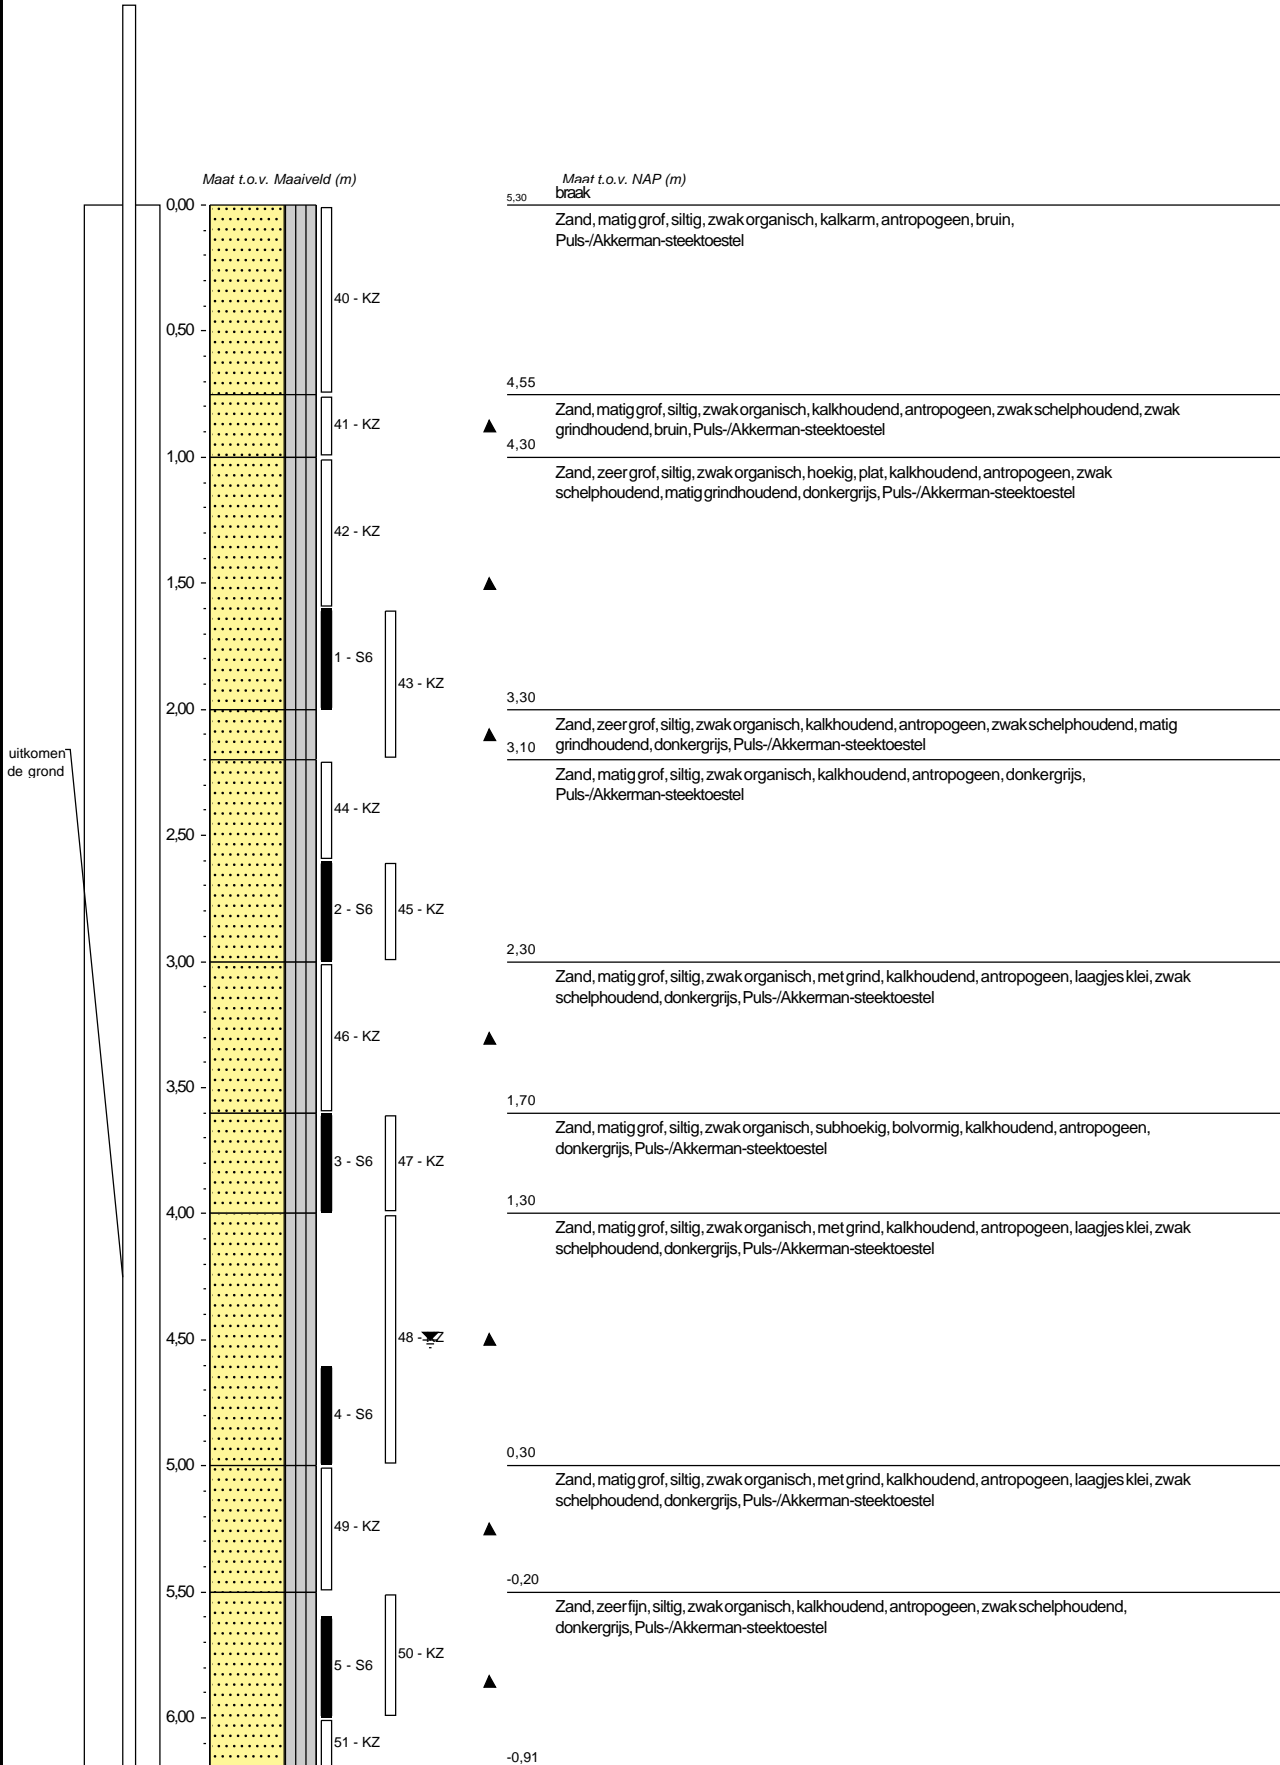 Maat t.o.v. Maaiveld (m)
Maat t.o.v. NAP (m)
braak
0,00
5,30
Zand, matig grof, siltig, zwak organisch, kalkarm, antropogeen, bruin,
Puls-/Akkerman-steektoestel
40 - KZ
0,50
4,55
Zand, matig grof, siltig, zwak organisch, kalkhoudend, antropogeen, zwak schelphoudend, zwak
grindhoudend, bruin, Puls-/Akkerman-steektoestel
41 - KZ
4,30
1,00
Zand, zeer grof, siltig, zwak organisch, hoekig, plat, kalkhoudend, antropogeen, zwak
schelphoudend, matig grindhoudend, donkergrijs, Puls-/Akkerman-steektoestel
42 - KZ
1,50
1 - S6
43 - KZ
3,30
2,00
Zand, zeer grof, siltig, zwak organisch, kalkhoudend, antropogeen, zwak schelphoudend, matig
grindhoudend, donkergrijs, Puls-/Akkerman-steektoestel
3,10
uitkomen
de grond
Zand, matig grof, siltig, zwak organisch, kalkhoudend, antropogeen, donkergrijs,
Puls-/Akkerman-steektoestel
44 - KZ
2,50
2 - S6
45 - KZ
2,30
3,00
Zand, matig grof, siltig, zwak organisch, met grind, kalkhoudend, antropogeen, laagjes klei, zwak
schelphoudend, donkergrijs, Puls-/Akkerman-steektoestel
46 - KZ
3,50
1,70
Zand, matig grof, siltig, zwak organisch, subhoekig, bolvormig, kalkhoudend, antropogeen,
donkergrijs, Puls-/Akkerman-steektoestel
3 - S6
47 - KZ
1,30
4,00
Zand, matig grof, siltig, zwak organisch, met grind, kalkhoudend, antropogeen, laagjes klei, zwak
schelphoudend, donkergrijs, Puls-/Akkerman-steektoestel
4,50
48 - KZ
4 - S6
0,30
5,00
Zand, matig grof, siltig, zwak organisch, met grind, kalkhoudend, antropogeen, laagjes klei, zwak
schelphoudend, donkergrijs, Puls-/Akkerman-steektoestel
49 - KZ
-0,20
5,50
Zand, zeer fijn, siltig, zwak organisch, kalkhoudend, antropogeen, zwak schelphoudend,
donkergrijs, Puls-/Akkerman-steektoestel
50 - KZ
5 - S6
6,00
51 - KZ
-0,91